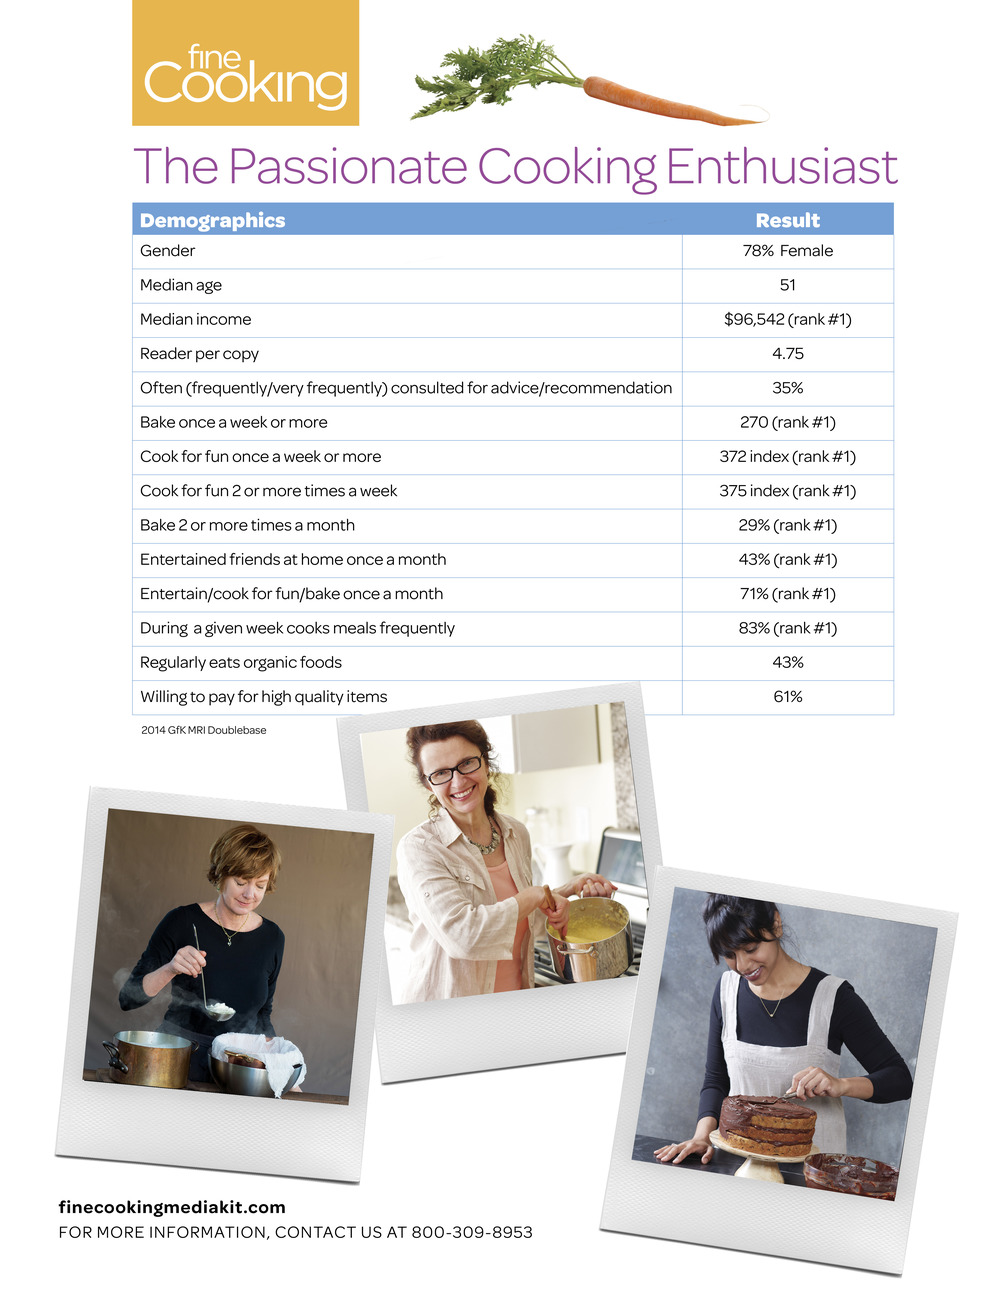 fine
Cooking
The Passionate Cooking Enthusiast
Demographics Result
Gender 78% Female
Median age 51
Median income $96,542 (rank #1)
Reader per copy 4.75
Often (frequently/very frequently) consulted for advice/recommendation 35%
Bake once a week or more 270 (rank #1)
Cook for fun once a week or more 372 index (rank #1)
Cook for fun 2 or more times a week 375 index (rank #1)
Bake 2 or more times a month 29% (rank #1)
Entertained friends at home once a month 43% (rank #1)
Entertain/cook for fun/bake once a month 71% (rank #1)
During a given week cooks meals frequently 83% (rank #1)
Regularly eats organic foods 43%
Willing to pay for high quality items 61%
2014 GfK MRI Doublebase
finecookingmediakit.com
FOR MORE INFORMATION, CONTACT US AT 800-309-8953